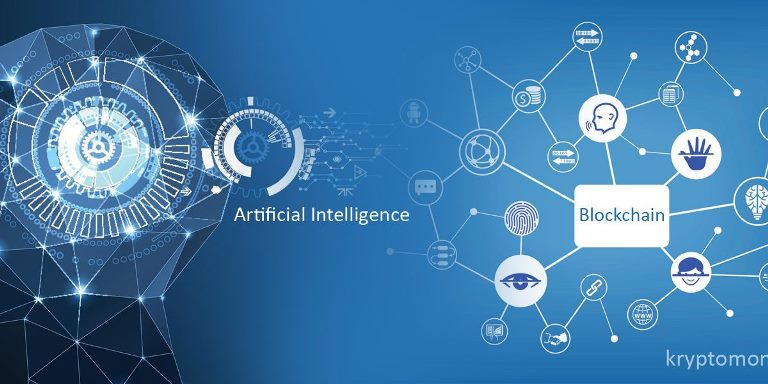 Artificial Intelligence
Blockchain
kryptomon